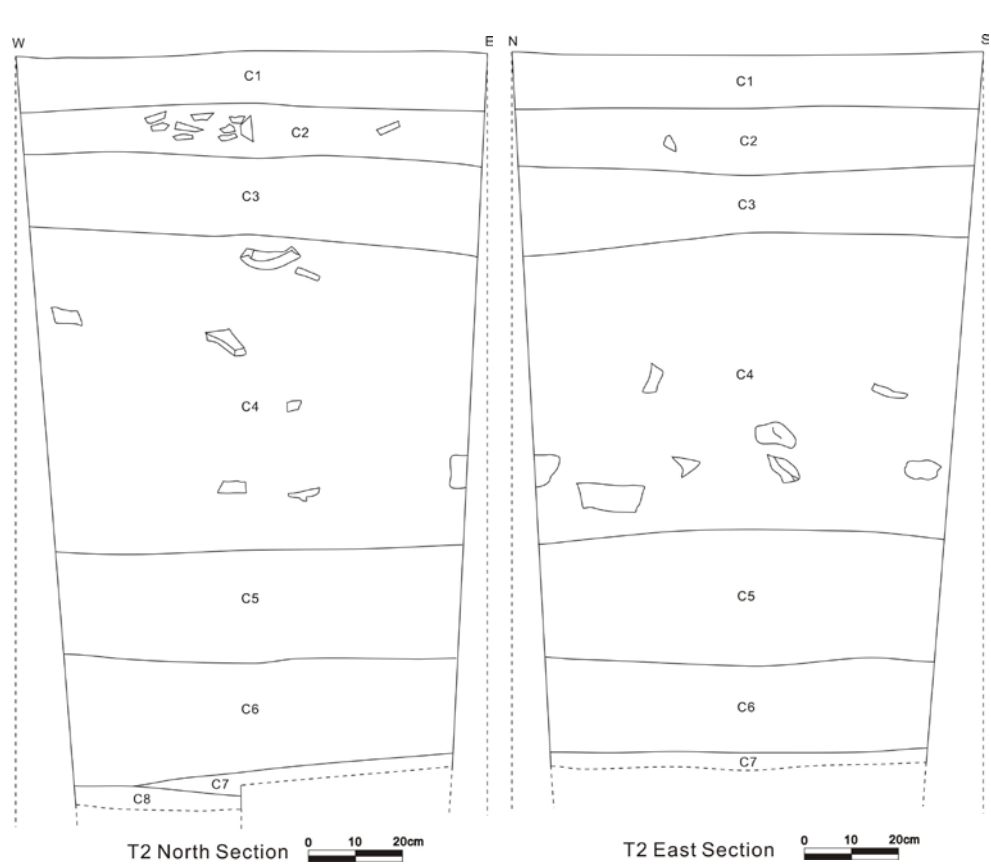 W E
C1
C2
C3
C4
C5
C6
C7
C8
T2 North Section 0 10 20cm
N S
C1
C2
C3
C4
C5
C6
C7
T2 East Section 0 10 20cm